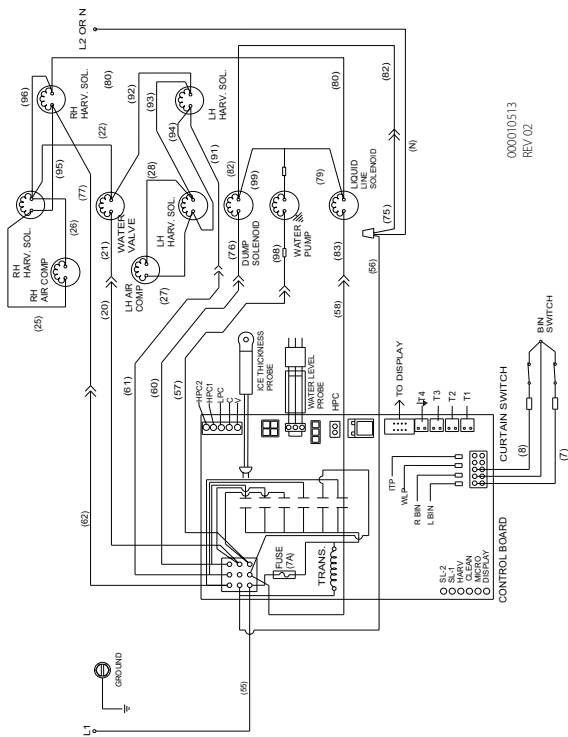 L2 OR N
(96)
RH
HARV. SOL.
(80)
(92)
(93)
(94)
LH
HARV. SOL.
(91)
(80)
(82)
(95)
(22)
(77)
(26)
RH
HARV. SOL.
RH
AIR COMP
(25)
(21)
WATER
VALVE
(28)
LH
HARV. SOL.
LH AIR
COMP
(27)
(82)
(99)
(76)
DUMP
SOLENOID
(98)
WATER
PUMP
(79)
LIQUID
LINE
SOLENOID
(83)
(75)
(N)
(56)
(20)
(61)
(60)
(57)
(58)
(62)
000010513
REV 02
HPC2
HPC1
LPC
C
V
ICE THICKNESS
PROBE
WATER LEVEL
PROBE
HPC
TO DISPLAY
T4
T3
T2
T1
FUSE
(7A)
TRANS.
ITP
WLP
R BIN
L BIN
SL-2
SL-1
HARV.
CLEAN
MICRO
DISPLAY
CONTROL BOARD
CURTAIN SWITCH
BIN
SWITCH
(8)
(7)
GROUND
(55)
L1